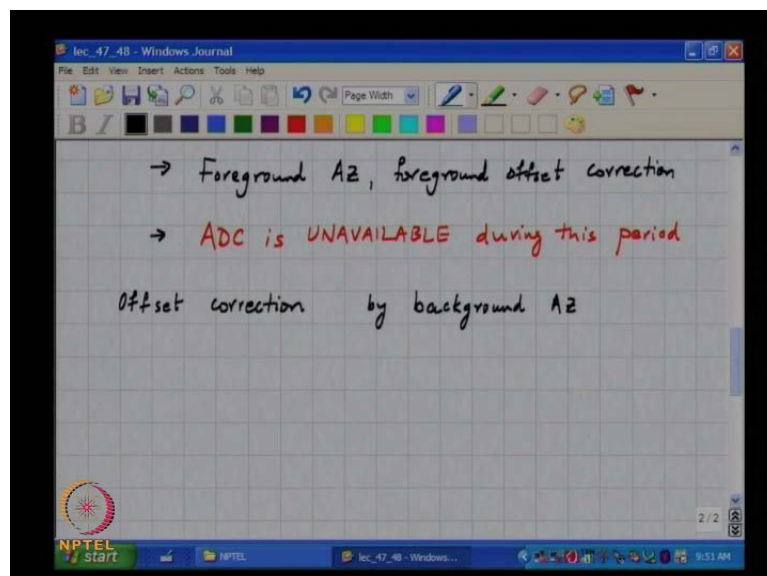 lec_47_48 - Windows Journal
File Edit View Insert Actions Tools Help
Page Width
B I
→ Foreground AZ, foreground offset correction
→ ADC is UNAVAILABLE during this period
Offset correction by background AZ
2/2
NPTEL
start NPTEL lec_47_48 - Windows... 9:51 AM